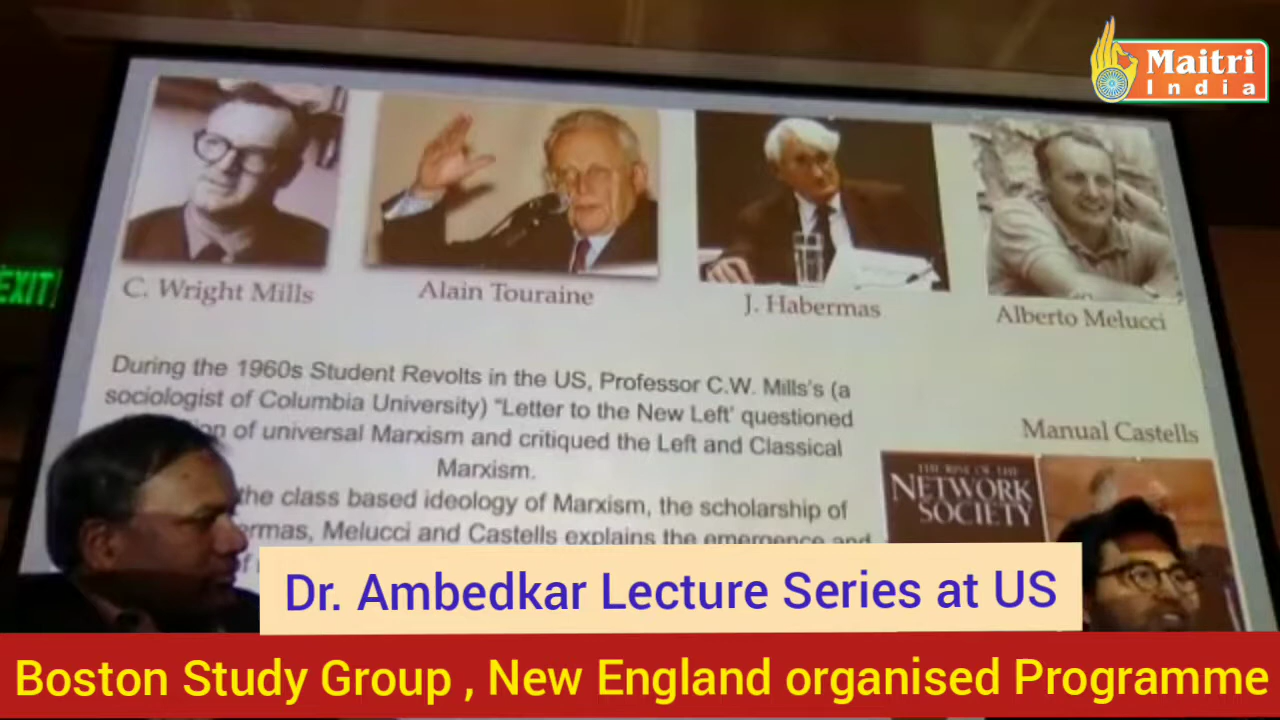 Maitri
India
EXIT
C. Wright Mills
Alain Touraine
J. Habermas
Alberto Melucci
During the 1960s Student Revolts in the US, Professor C.W. Mills's (a
sociologist of Columbia University) “Letter to the New Left' questioned
of universal Marxism and critiqued the Left and Classical
Marxism.
the class based ideology of Marxism, the scholarship of
Melucci and Castells explains the emergence and
Manual Castells
THE RISE OF THE
NETWORK
SOCIETY
Dr. Ambedkar Lecture Series at US
Boston Study Group , New England organised Programme